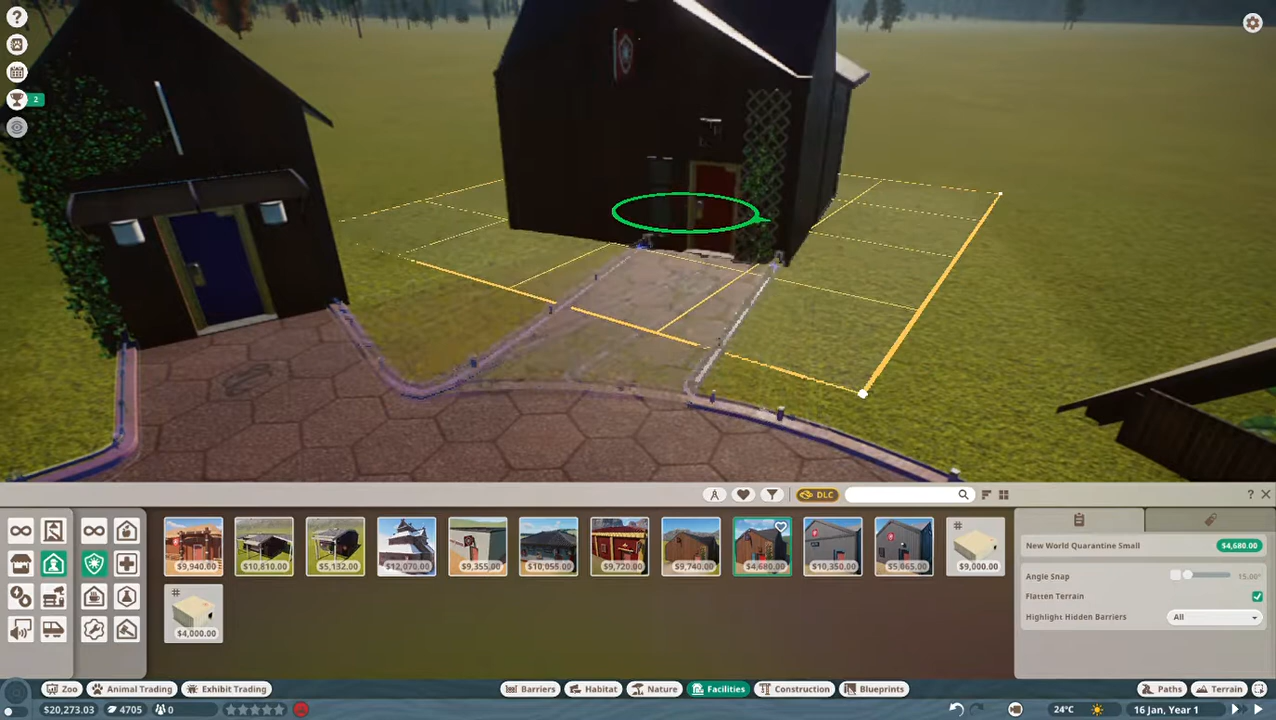 ?
2
DLC
? ×
$9,940.00
$10,810.00
$5,132.00
$12,070.00
$9,355.00
$10,055.00
$9,720.00
$9,740.00
$4,680.00
$10,350.00
$5,065.00
$9,000.00
$4,000.00
New World Quarantine Small $4,680.00
Angle Snap 15.00°
Flatten Terrain
Highlight Hidden Barriers All
Zoo Animal Trading Exhibit Trading Barriers Habitat Nature Facilities Construction Blueprints Paths Terrain
$20,273.03 4705 0 24°C 16 Jan, Year 1